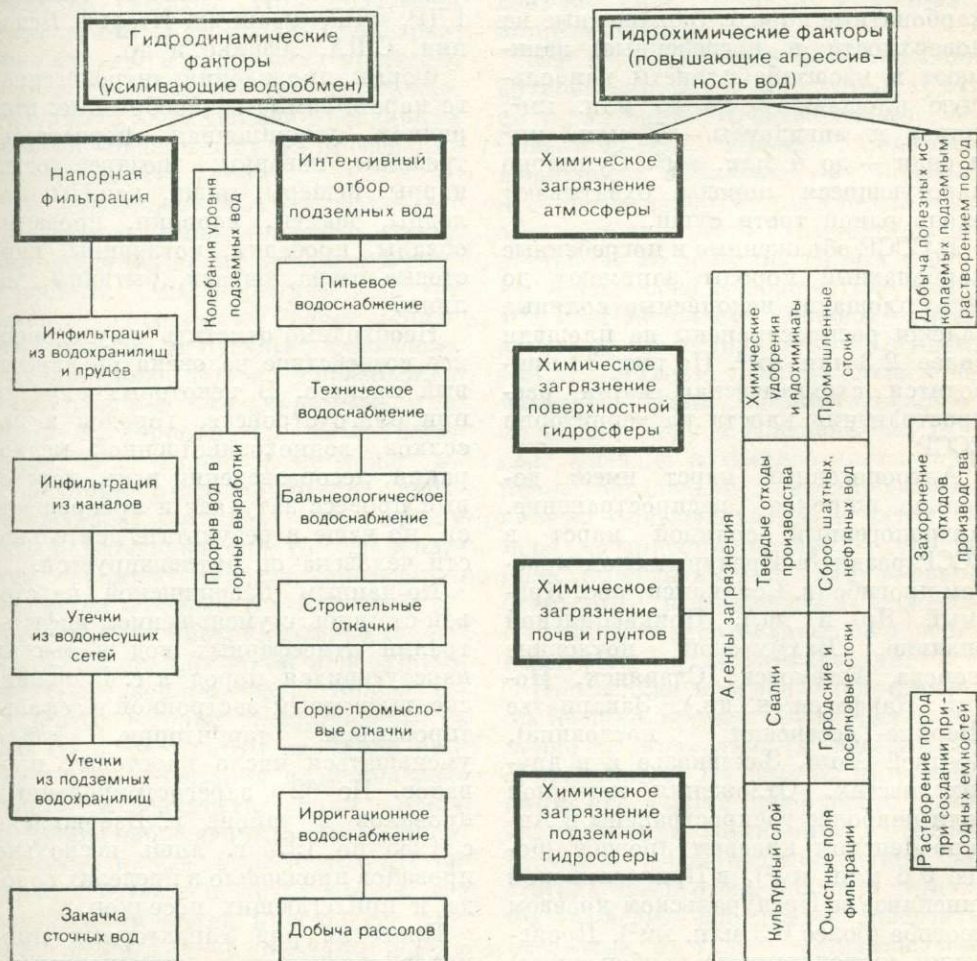 Гидродинамические
факторы
(усиливающие водообмен)
Напорная
фильтрация
Инфильтрация
из водохранилищ
и прудов
Инфильтрация
из каналов
Утечки
из водонесущих
сетей
Утечки
из подземных
водохранилищ
Закачка
сточных вод
Колебания уровня
подземных вод
Прорыв вод в
горные выработки
Интенсивный
отбор
подземных вод
Питьевое
водоснабжение
Техническое
водоснабжение
Бальнеологическое
водоснабжение
Строительные
откачки
Горно-промысло-
вые откачки
Ирригационное
водоснабжение
Добыча рассолов
Гидрохимические факторы
(повышающие агрессив-
ность вод)
Химическое
загрязнение
атмосферы
Химическое
загрязнение
поверхностной
гидросферы
Химическое
загрязнение
почв и грунтов
Химическое
загрязнение
подземной
гидросферы
Агенты загрязнения
Химические
удобрения
и ядохимикаты
Промышленные
стоки
Твердые отходы
производства
Сброс шахтных,
нефтяных вод
Свалки
Городские и
поселковые стоки
Культурный слой
Очистные поля
фильтрации
Добыча полезных ис-
копаемых подземным
растворением город
Захоронение
отходов
производства
Растворение пород
при создании при-
родных емкостей